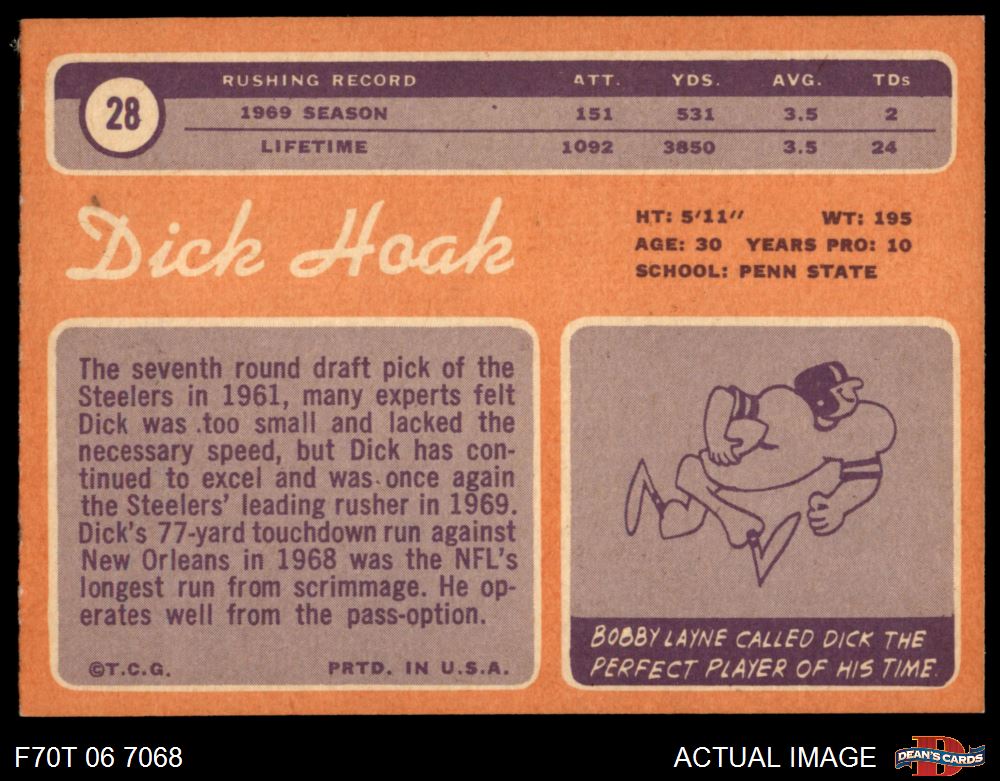 28
RUSHING RECORD ATT. YDS. AVG. TDs
1969 SEASON 151 531 3.5 2
LIFETIME 1092 3850 3.5 24
Dick Hoak
HT: 5'11" WT: 195
AGE: 30 YEARS PRO: 10
SCHOOL: PENN STATE
The seventh round draft pick of the
Steelers in 1961, many experts felt
Dick was too small and lacked the
necessary speed, but Dick has con-
tinued to excel and was once again
the Steelers' leading rusher in 1969.
Dick's 77-yard touchdown run against
New Orleans in 1968 was the NFL's
longest run from scrimmage. He op-
erates well from the pass-option.
©T.C.G. PRTD. IN U.S.A.
BOBBY LAYNE CALLED DICK THE
PERFECT PLAYER OF HIS TIME.
F70T 06 7068
ACTUAL IMAGE
D
DEAN'S CARDS